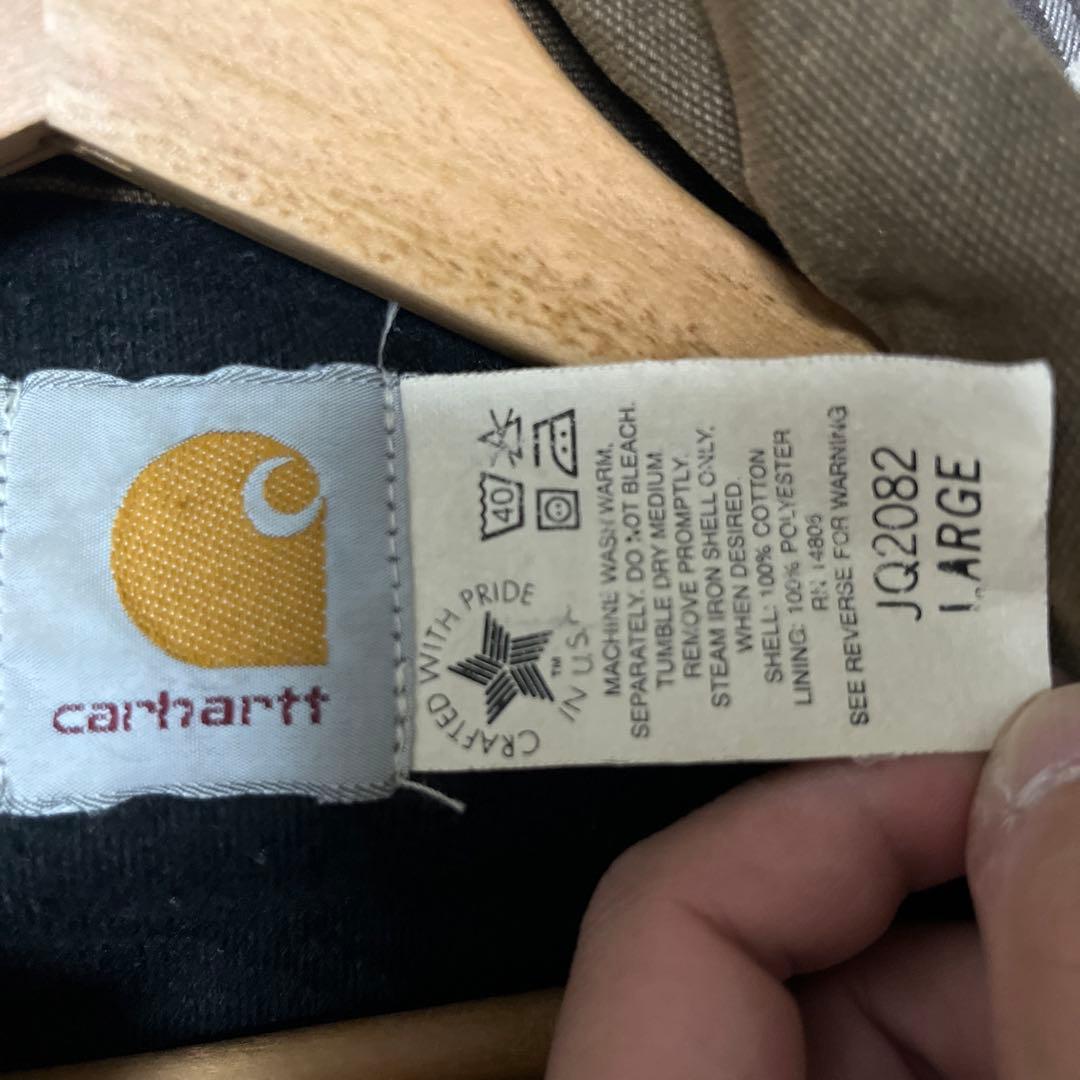 carhartt
CRAFTED WITH PRIDE
IN U.S.A
™
40
MACHINE WASH WARM.
SEPARATELY. DO NOT BLEACH.
TUMBLE DRY MEDIUM
REMOVE PROMPTLY.
STEAM IRON SHELL ONLY.
WHEN DESIRED.
SHELL: 100% COTTON
LINING: 100% POLYESTER
RN 14806
SEE REVERSE FOR WARNING
JQ2082
LARGE